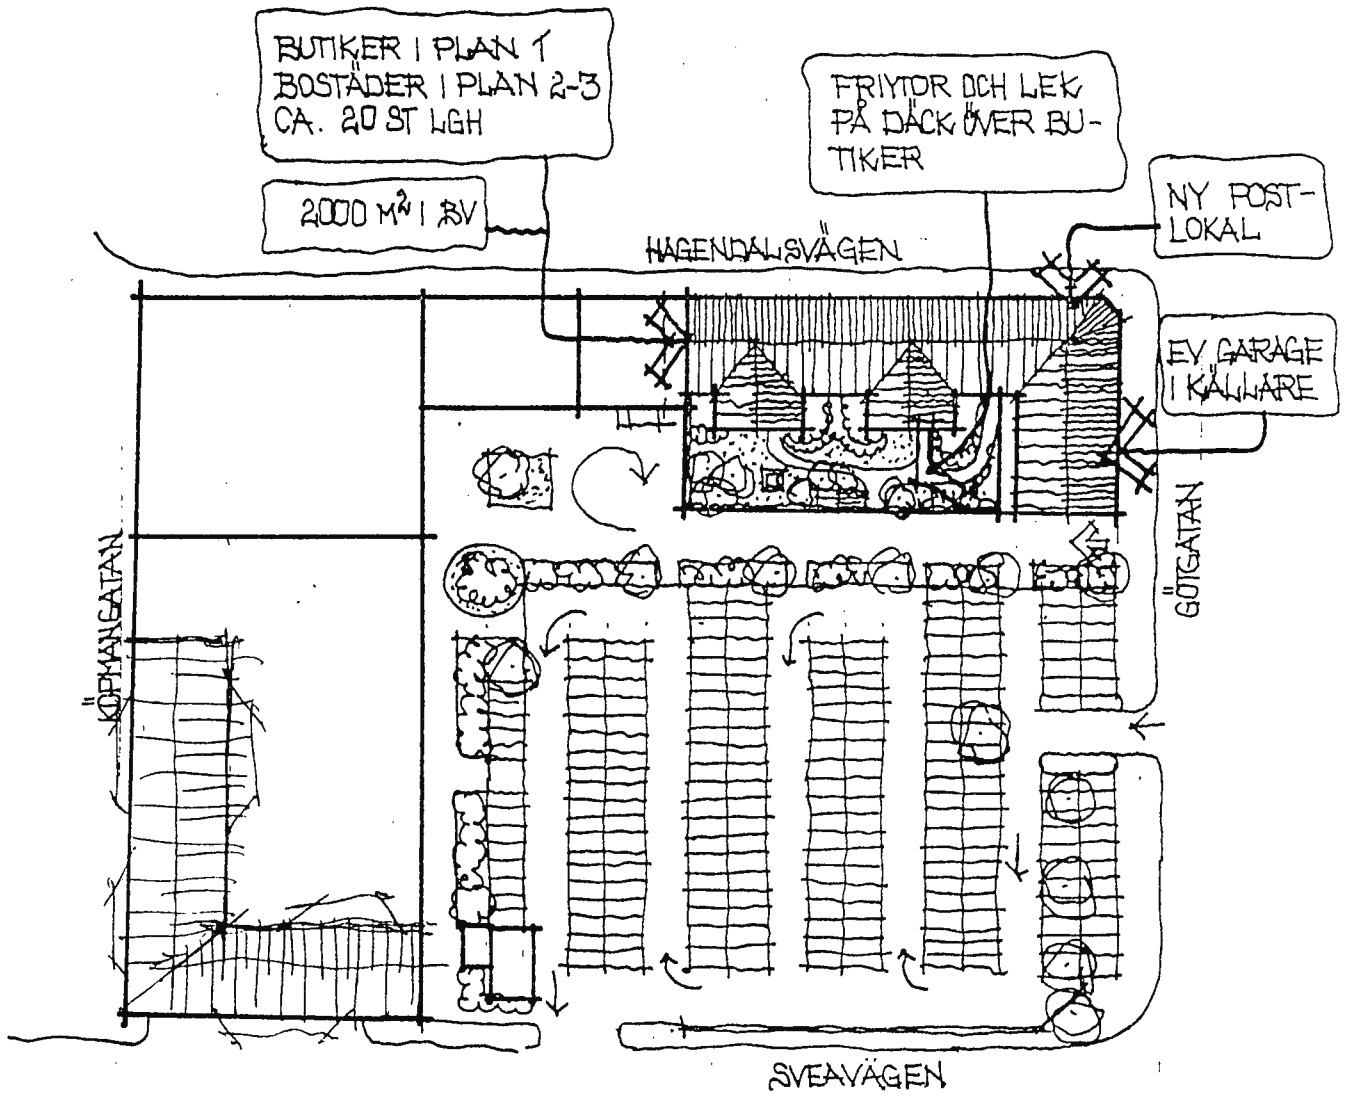 BUTIKER I PLAN 1
BOSTÄDER I PLAN 2-3
CA. 20 ST LGH
2000 M² I BV
FRIYTOR OCH LEK
PÅ DÄCK ÖVER BU-
TIKER
NY POST-
LOKAL
HAGENDALSVÄGEN
EV GARAGE
I KÄLLARE
GÖTGATAN
KÖPMANGATAN
SVEAVÄGEN